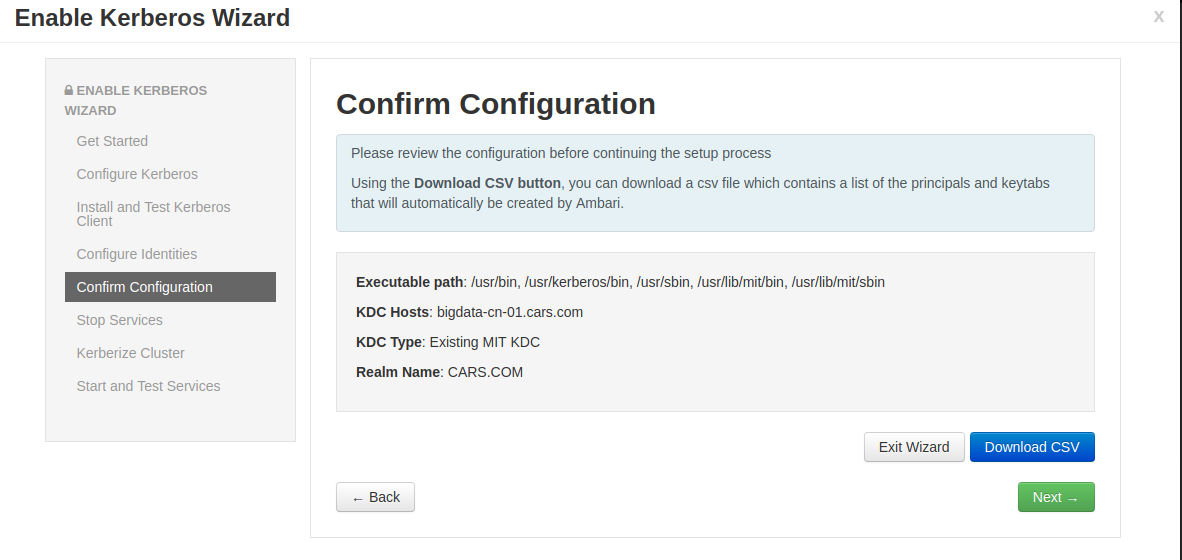 Enable Kerberos Wizard
x
ENABLE KERBEROS
WIZARD
Get Started
Configure Kerberos
Install and Test Kerberos
Client
Configure Identities
Confirm Configuration
Stop Services
Kerberize Cluster
Start and Test Services
Confirm Configuration
Please review the configuration before continuing the setup process
Using the Download CSV button, you can download a csv file which contains a list of the principals and keytabs
that will automatically be created by Ambari.
Executable path: /usr/bin, /usr/kerberos/bin, /usr/sbin, /usr/lib/mit/bin, /usr/lib/mit/sbin
KDC Hosts: bigdata-cn-01.cars.com
KDC Type: Existing MIT KDC
Realm Name: CARS.COM
Exit Wizard
Download CSV
← Back
Next →